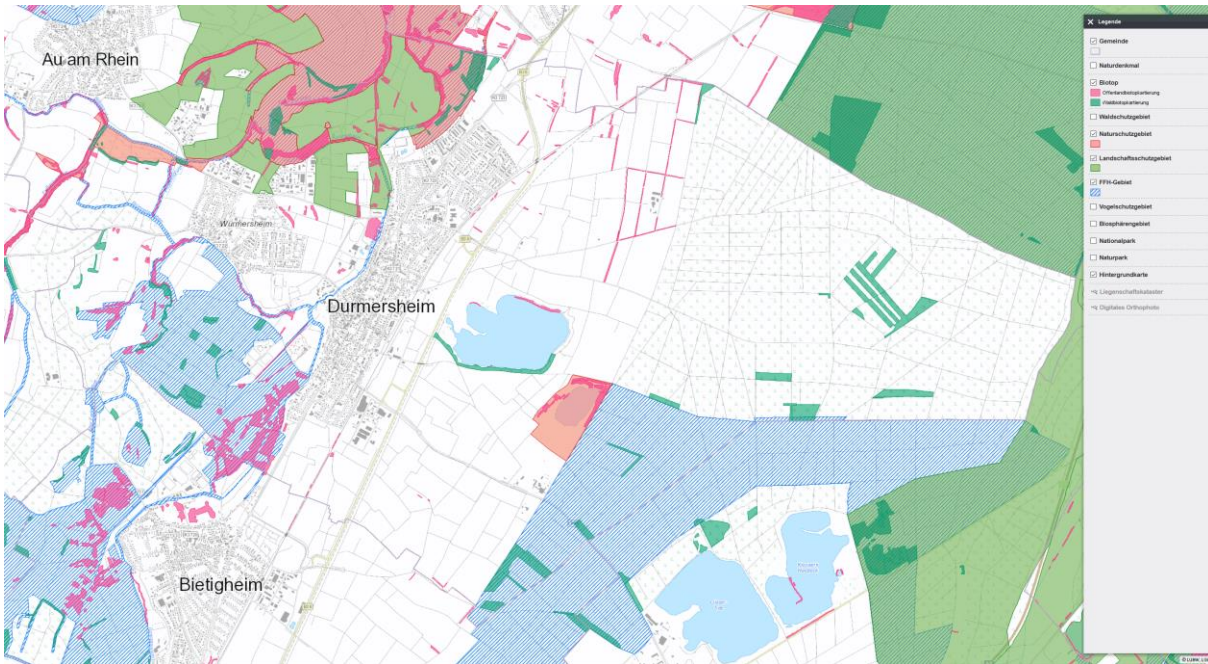 Au am Rhein
Würmersheim
Durmersheim
Bietigheim
Legende
Gemeinde
Naturdenkmal
Biotop
Offenlandbiotopkartierung
Waldbiotopkartierung
Waldschutzgebiet
Naturschutzgebiet
Landschaftsschutzgebiet
FFH-Gebiet
Vogelschutzgebiet
Biosphärengebiet
Nationalpark
Naturpark
Hintergrundkarte
Liegenschaftskataster
Digitales Orthophoto